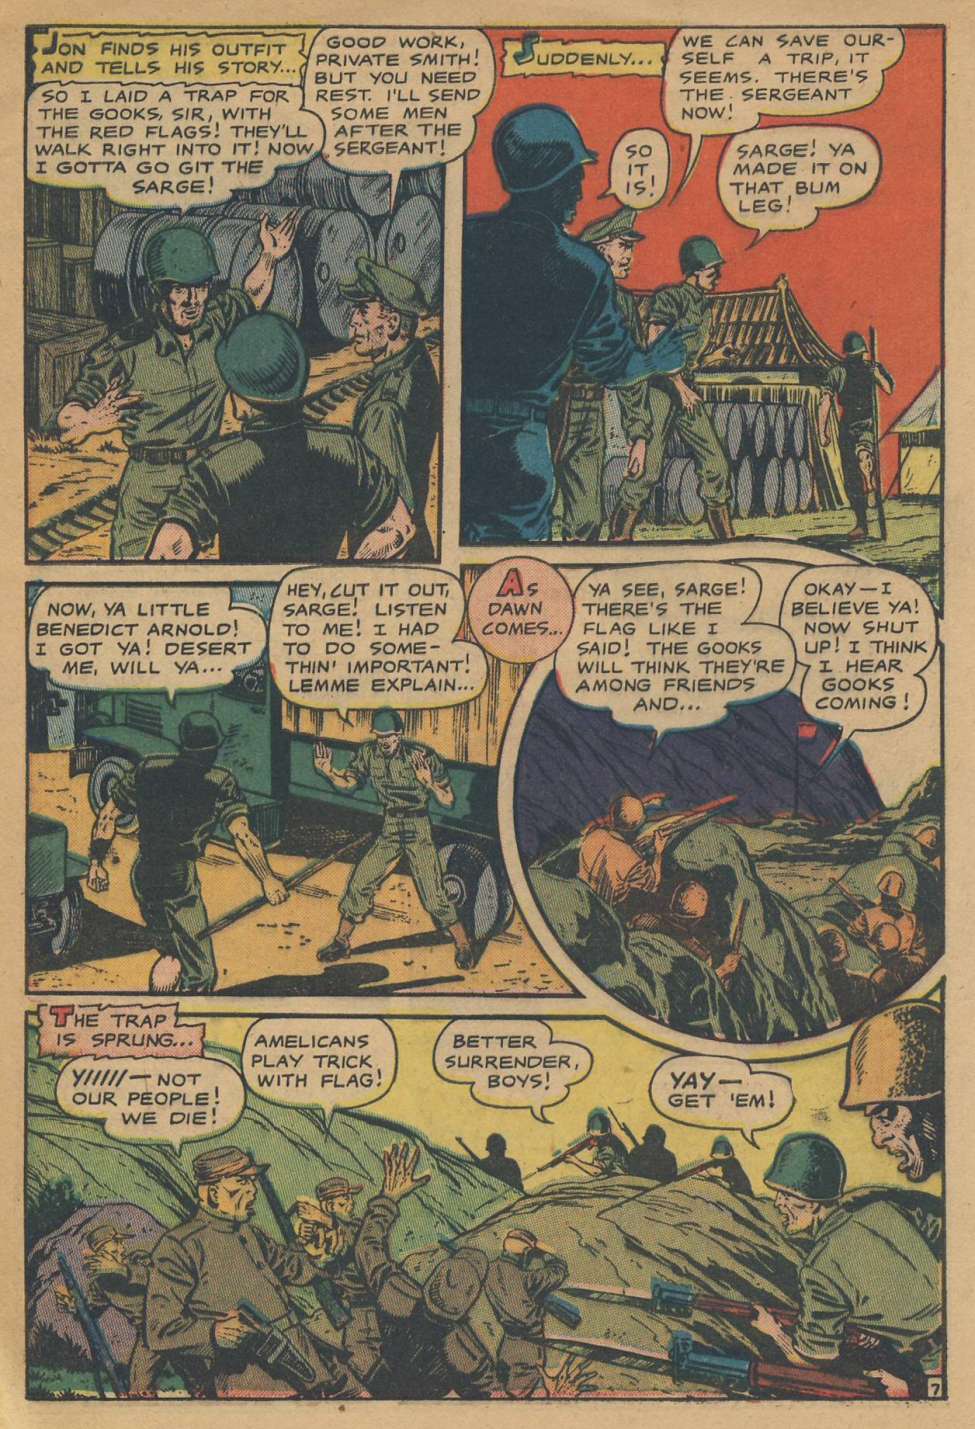 JON FINDS HIS OUTFIT
AND TELLS HIS STORY...
SO I LAID A TRAP FOR
THE GOOKS, SIR, WITH
THE RED FLAGS! THEY'LL
WALK RIGHT INTO IT! NOW
I GOTTA GO GIT THE
SARGE!
GOOD WORK,
PRIVATE SMITH!
BUT YOU NEED
REST. I'LL SEND
SOME MEN
AFTER THE
SERGEANT!
SUDDENLY...
WE CAN SAVE OUR-
SELF A TRIP, IT
SEEMS. THERE'S
THE SERGEANT
NOW!
SO
IT
IS!
SARGE! YA
MADE IT ON
THAT BUM
LEG!
NOW, YA LITTLE
BENEDICT ARNOLD!
I GOT YA! DESERT
ME, WILL YA...
HEY, CUT IT OUT,
SARGE! LISTEN
TO ME! I HAD
TO DO SOME-
THIN' IMPORTANT!
LEMME EXPLAIN...
AS
DAWN
COMES...
YA SEE, SARGE!
THERE'S THE
FLAG LIKE I
SAID! THE GOOKS
WILL THINK THEY'RE
AMONG FRIENDS
AND...
OKAY—I
BELIEVE YA!
NOW SHUT
UP! I THINK
I HEAR
GOOKS
COMING!
THE TRAP
IS SPRUNG...
YIIIII—NOT
OUR PEOPLE!
WE DIE!
AMELICANS
PLAY TRICK
WITH FLAG!
BETTER
SURRENDER,
BOYS!
YAY—
GET 'EM!
7